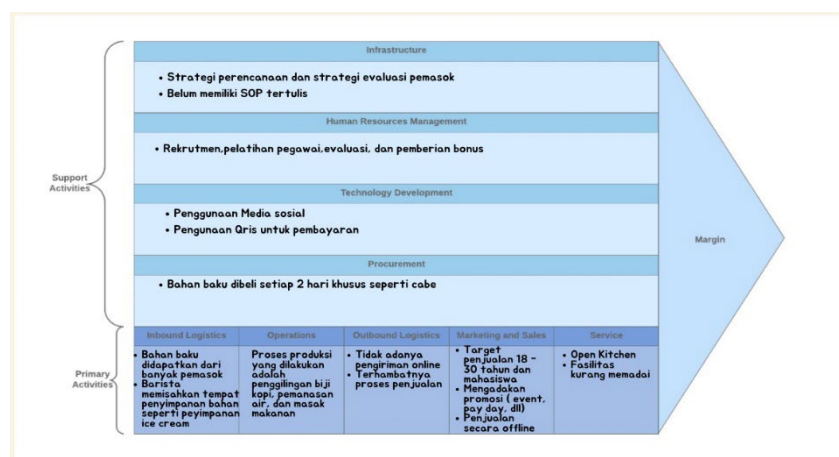 Infrastructure
• Strategi perencanaan dan strategi evaluasi pemasok
• Belum memiliki SOP tertulis
Human Resources Management
• Rekrutmen,pelatihan pegawai,evaluasi, dan pemberian bonus
Support
Activities
Technology Development
• Penggunaan Media sosial
• Pengunaan Qris untuk pembayaran
Margin
Procurement
• Bahan baku dibeli setiap 2 hari khusus seperti cabe
Primary
Activities
Inbound Logistics
• Bahan baku
didapatkan dari
banyak pemasok
• Barista
memisahkan tempat
penyimpanan bahan
seperti peyimpanan
ice cream
Operations
Proses produksi
yang dilakukan
adalah
penggilingan biji
kopi, pemanasan
air, dan masak
makanan
Outbound Logistics
• Tidak adanya
pengiriman online
• Terhambatnya
proses penjualan
Marketing and Sales
• Target
penjualan 18 -
30 tahun dan
mahasiswa
• Mengadakan
promosi ( event,
pay day, dll)
• Penjualan
secara offline
Service
• Open Kitchen
• Fasilitas
kurang memadai